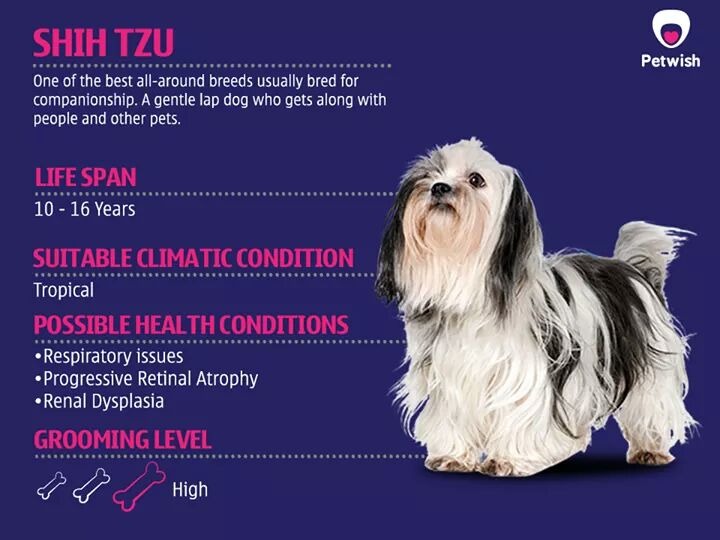 SHIH TZU
One of the best all-around breeds usually bred for
companionship. A gentle lap dog who gets along with
people and other pets.
LIFE SPAN
10 - 16 Years
SUITABLE CLIMATIC CONDITION
Tropical
POSSIBLE HEALTH CONDITIONS
•Respiratory issues
•Progressive Retinal Atrophy
•Renal Dysplasia
GROOMING LEVEL
High
Petwish